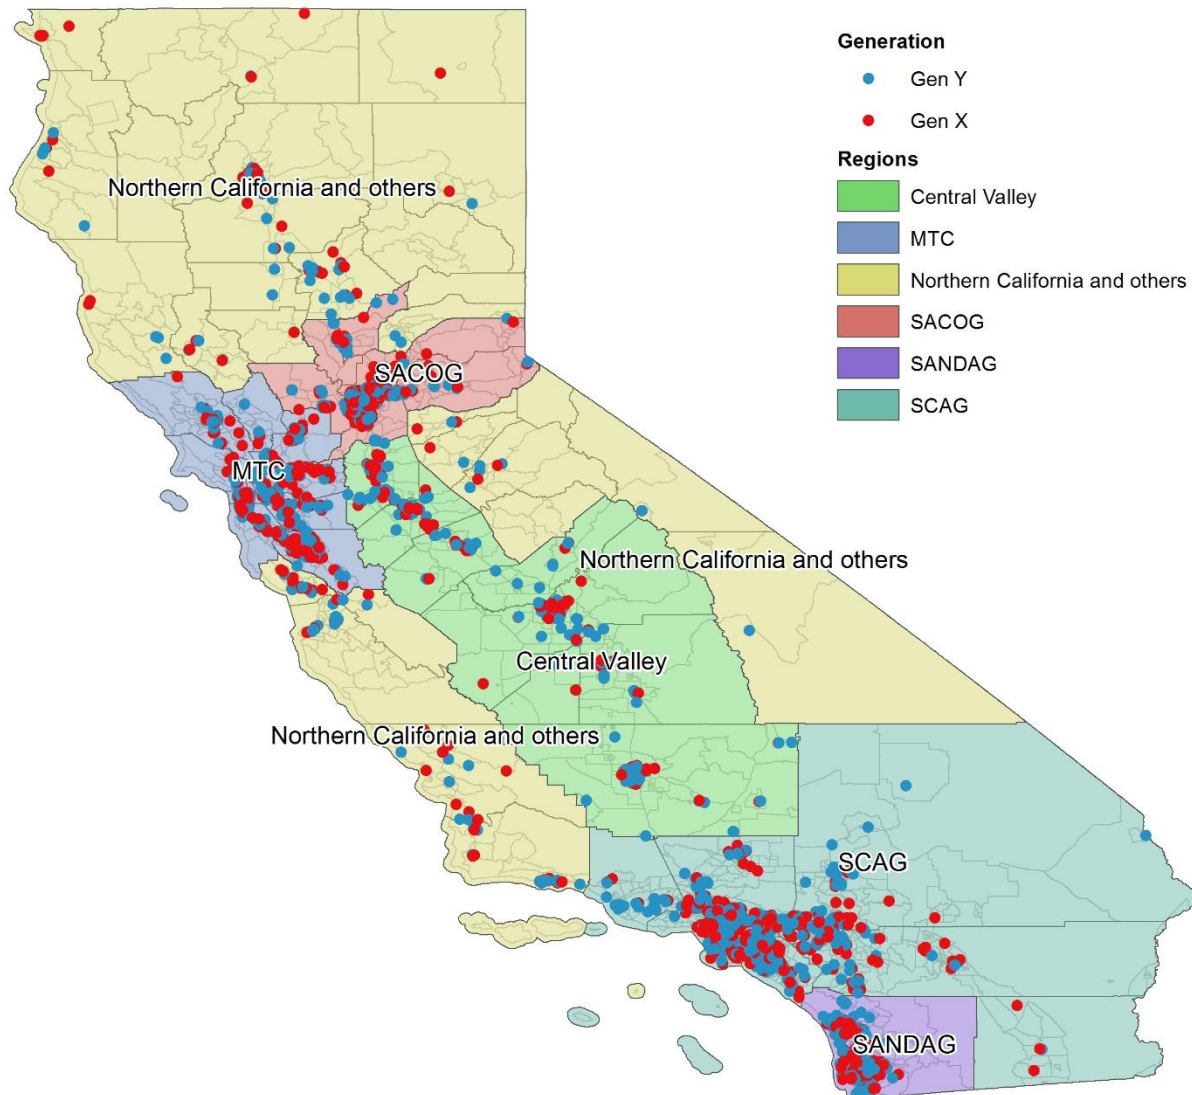 Generation
Gen Y
Gen X
Regions
Central Valley
MTC
Northern California and others
SACOG
SANDAG
SCAG
Northern California and others
SACOG
MTC
Northern California and others
Central Valley
Northern California and others
SCAG
SANDAG